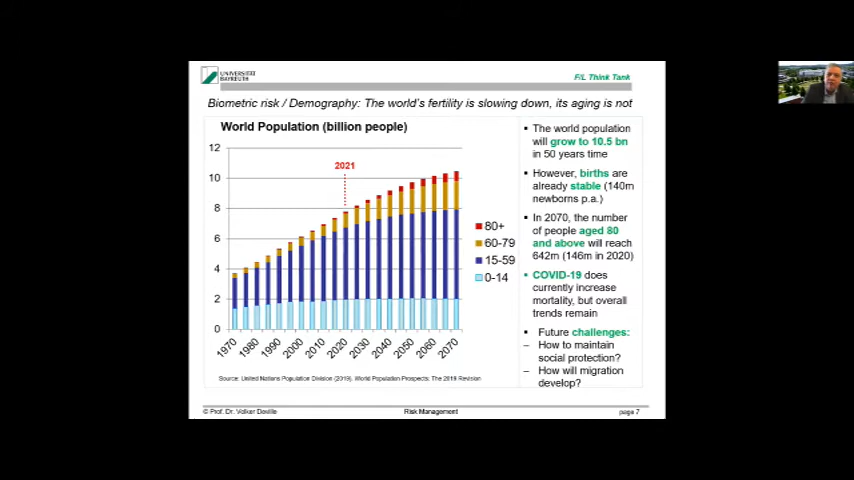 UNIVERSITÄT
BAYREUTH
F/L Think Tank
Biometric risk / Demography: The world's fertility is slowing down, its aging is not
World Population (billion people)
12
10
8
6
4
2
0
2021
1970
1980
1990
2000
2010
2020
2030
2040
2050
2060
2070
80+
60-79
15-59
0-14
Source: United Nations Population Division (2019). World Population Prospects: The 2019 Revision
▪ The world population
will grow to 10.5 bn
in 50 years time
▪ However, births are
already stable (140m
newborns p.a.)
▪ In 2070, the number
of people aged 80
and above will reach
642m (146m in 2020)
▪ COVID-19 does
currently increase
mortality, but overall
trends remain
▪ Future challenges:
– How to maintain
social protection?
– How will migration
develop?
© Prof. Dr. Volker Deville
Risk Management
page 7